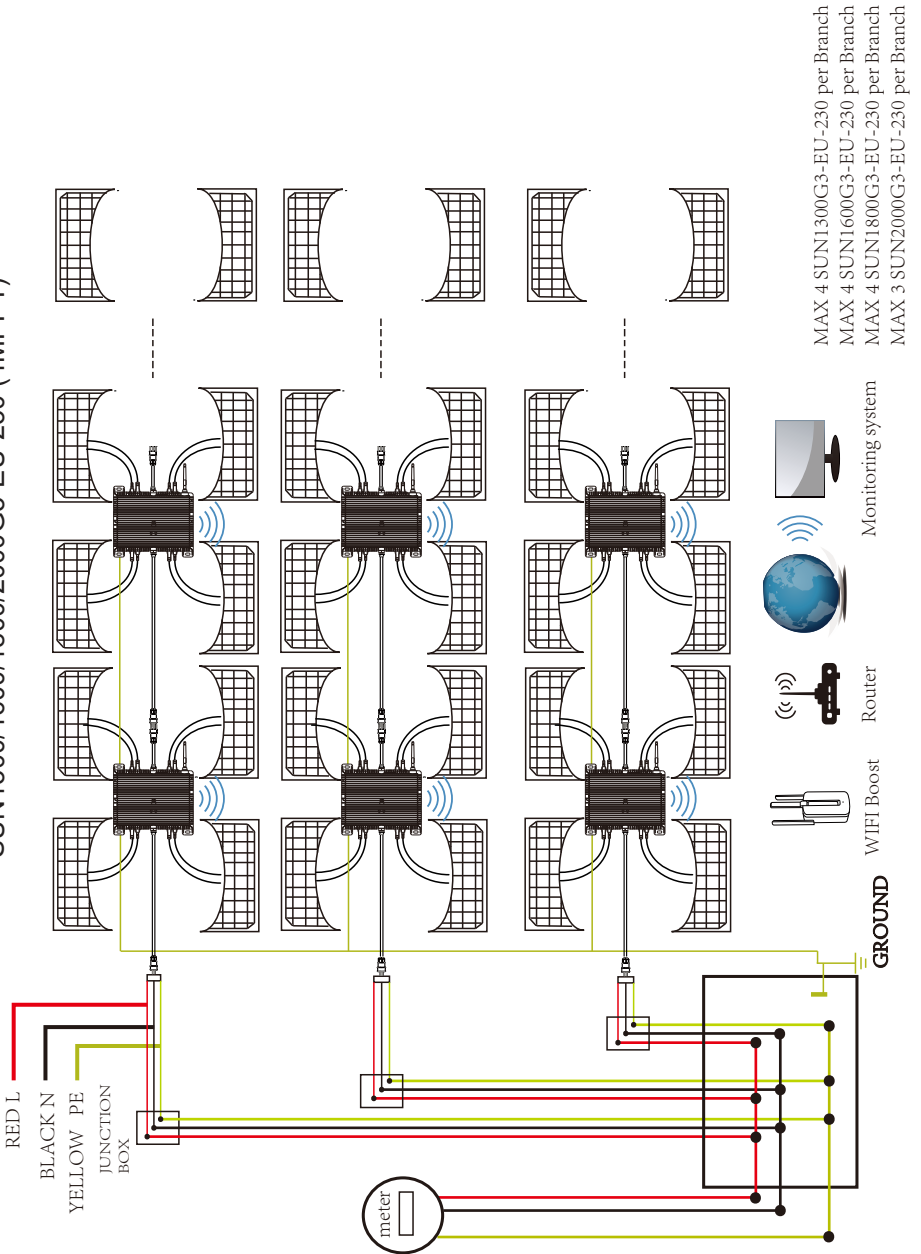 RED L
BLACK N
YELLOW PE
JUNCTION
BOX
meter
GROUND
WIFI Boost
Router
Monitoring system
MAX 4 SUN1300G3-EU-230 per Branch
MAX 4 SUN1600G3-EU-230 per Branch
MAX 4 SUN1800G3-EU-230 per Branch
MAX 3 SUN2000G3-EU-230 per Branch